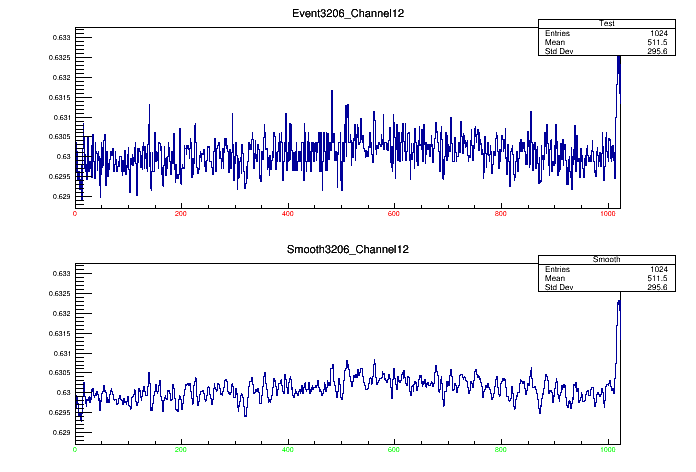 Event3206_Channel12
Test
Entries 1024
Mean 511.5
Std Dev 295.6
0.633
0.6325
0.632
0.6315
0.631
0.6305
0.63
0.6295
0.629
0 200 400 600 800 1000
Smooth3206_Channel12
Smooth
Entries 1024
Mean 511.5
Std Dev 295.6
0.633
0.6325
0.632
0.6315
0.631
0.6305
0.63
0.6295
0.629
0 200 400 600 800 1000